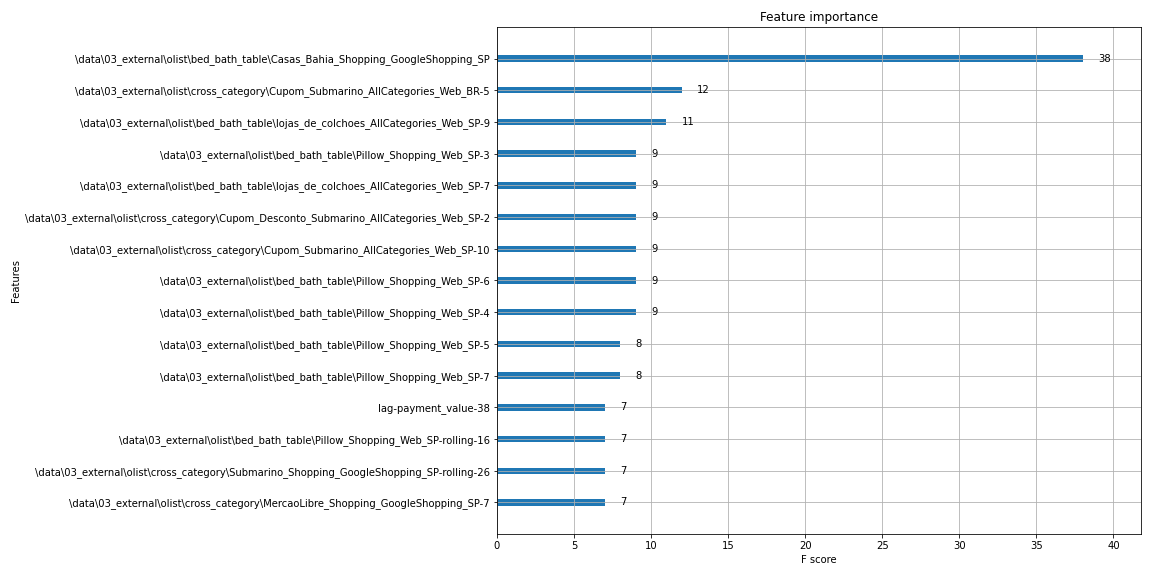 Feature importance
\data\03_external\olist\bed_bath_table\Casas_Bahia_Shopping_GoogleShopping_SP 38
\data\03_external\olist\cross_category\Cupom_Submarino_AllCategories_Web_BR-5 12
\data\03_external\olist\bed_bath_table\lojas_de_colchoes_AllCategories_Web_SP-9 11
\data\03_external\olist\bed_bath_table\Pillow_Shopping_Web_SP-3 9
\data\03_external\olist\bed_bath_table\lojas_de_colchoes_AllCategories_Web_SP-7 9
\data\03_external\olist\cross_category\Cupom_Desconto_Submarino_AllCategories_Web_SP-2 9
\data\03_external\olist\cross_category\Cupom_Submarino_AllCategories_Web_SP-10 9
\data\03_external\olist\bed_bath_table\Pillow_Shopping_Web_SP-6 9
\data\03_external\olist\bed_bath_table\Pillow_Shopping_Web_SP-4 9
\data\03_external\olist\bed_bath_table\Pillow_Shopping_Web_SP-5 8
\data\03_external\olist\bed_bath_table\Pillow_Shopping_Web_SP-7 8
lag-payment_value-38 7
\data\03_external\olist\bed_bath_table\Pillow_Shopping_Web_SP-rolling-16 7
\data\03_external\olist\cross_category\Submarino_Shopping_GoogleShopping_SP-rolling-26 7
\data\03_external\olist\cross_category\MercaoLibre_Shopping_GoogleShopping_SP-7 7
Features
0 5 10 15 20 25 30 35 40
F score